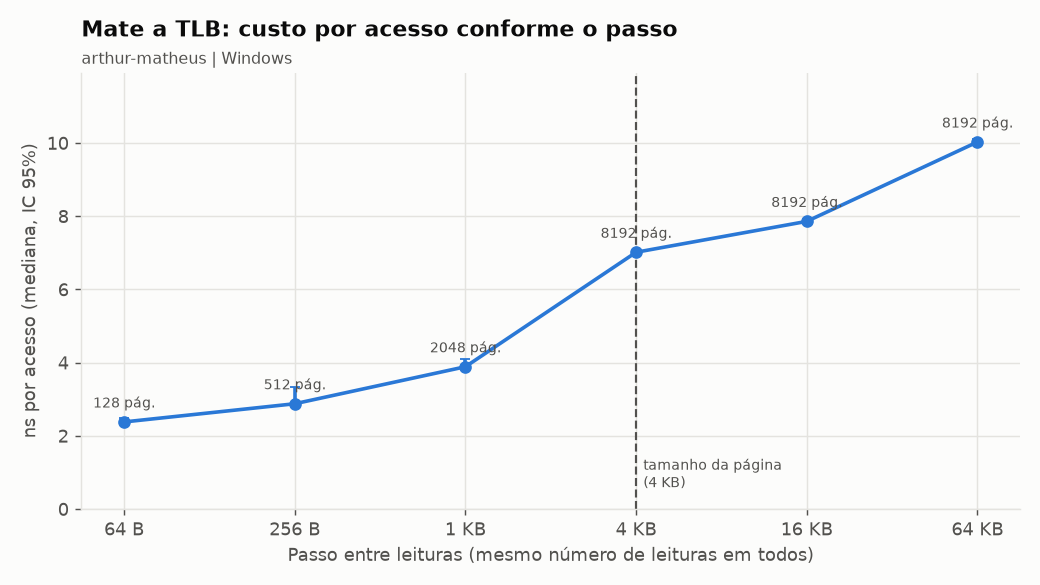 Mate a TLB: custo por acesso conforme o passo
arthur-matheus | Windows
ns por acesso (mediana, IC 95%)
10
8
6
4
2
0
128 pág.
512 pág.
2048 pág.
8192 pág.
8192 pág.
8192 pág.
tamanho da página
(4 KB)
64 B
256 B
1 KB
4 KB
16 KB
64 KB
Passo entre leituras (mesmo número de leituras em todos)